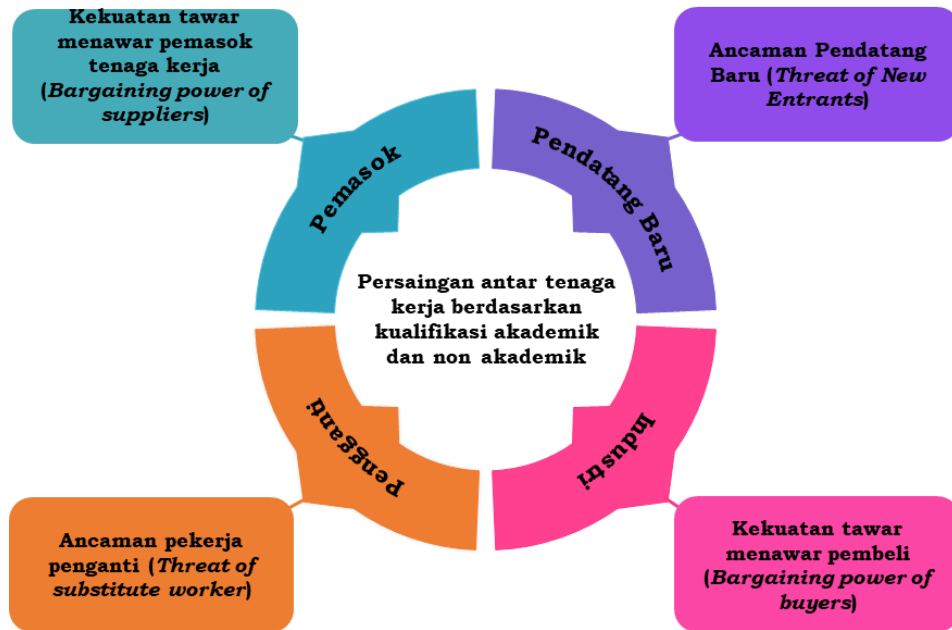 Kekuatan tawar
menawar pemasok
tenaga kerja
(Bargaining power of
suppliers)
Ancaman Pendatang
Baru (Threat of New
Entrants)
Pemasok
Pendatang Baru
Persaingan antar tenaga
kerja berdasarkan
kualifikasi akademik
dan non akademik
Pengganti
Industri
Ancaman pekerja
penganti (Threat of
substitute worker)
Kekuatan tawar
menawar pembeli
(Bargaining power of
buyers)